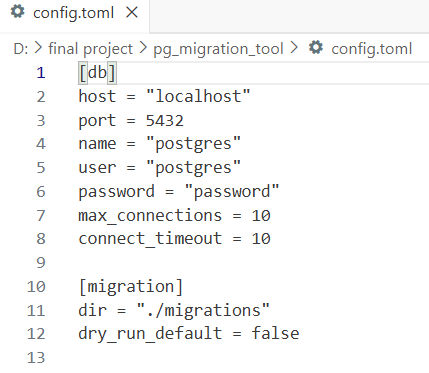 config.toml ×
D: > final project > pg_migration_tool > config.toml
1 [db]
2 host = "localhost"
3 port = 5432
4 name = "postgres"
5 user = "postgres"
6 password = "password"
7 max_connections = 10
8 connect_timeout = 10
9
10 [migration]
11 dir = "./migrations"
12 dry_run_default = false
13